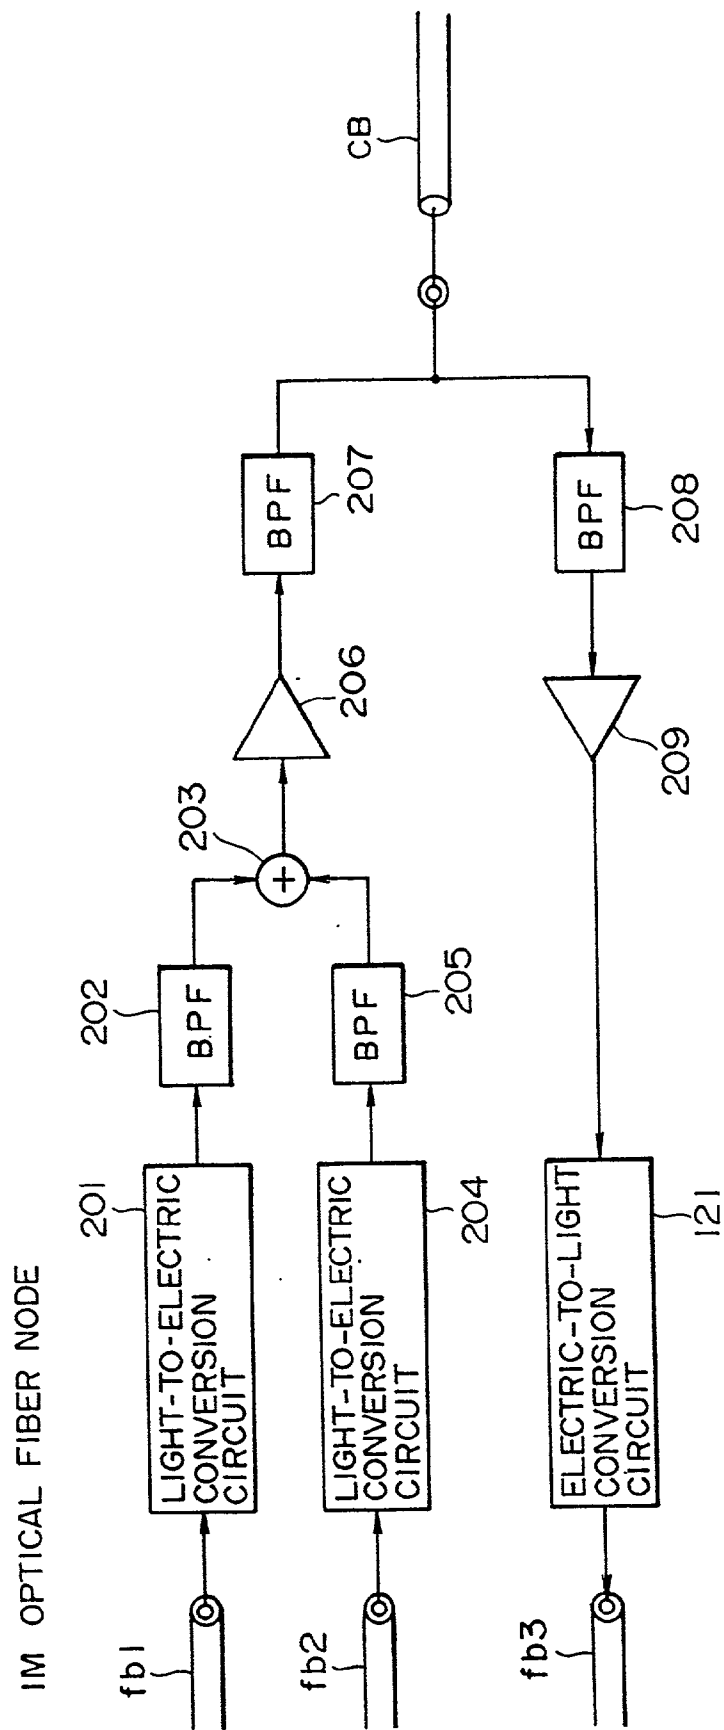 1M OPTICAL FIBER NODE
fb1
201
LIGHT-TO-ELECTRIC
CONVERSION
CIRCUIT
202
BPF
203
+
206
207
BPF
CB
fb2
LIGHT-TO-ELECTRIC
CONVERSION
CIRCUIT
204
BPF
205
fb3
ELECTRIC-TO-LIGHT
CONVERSION
CIRCUIT
121
209
BPF
208